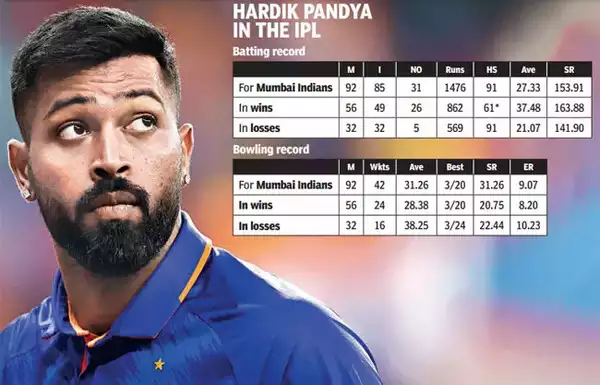 HARDIK PANDYA
IN THE IPL
Batting record
M I NO Runs HS Ave SR
For Mumbai Indians 92 85 31 1476 91 27.33 153.91
In wins 56 49 26 862 61* 37.48 163.88
In losses 32 32 5 569 91 21.07 141.90
Bowling record
M Wkts Ave Best SR ER
For Mumbai Indians 92 42 31.26 3/20 31.26 9.07
In wins 56 24 28.38 3/20 20.75 8.20
In losses 32 16 38.25 3/24 22.44 10.23